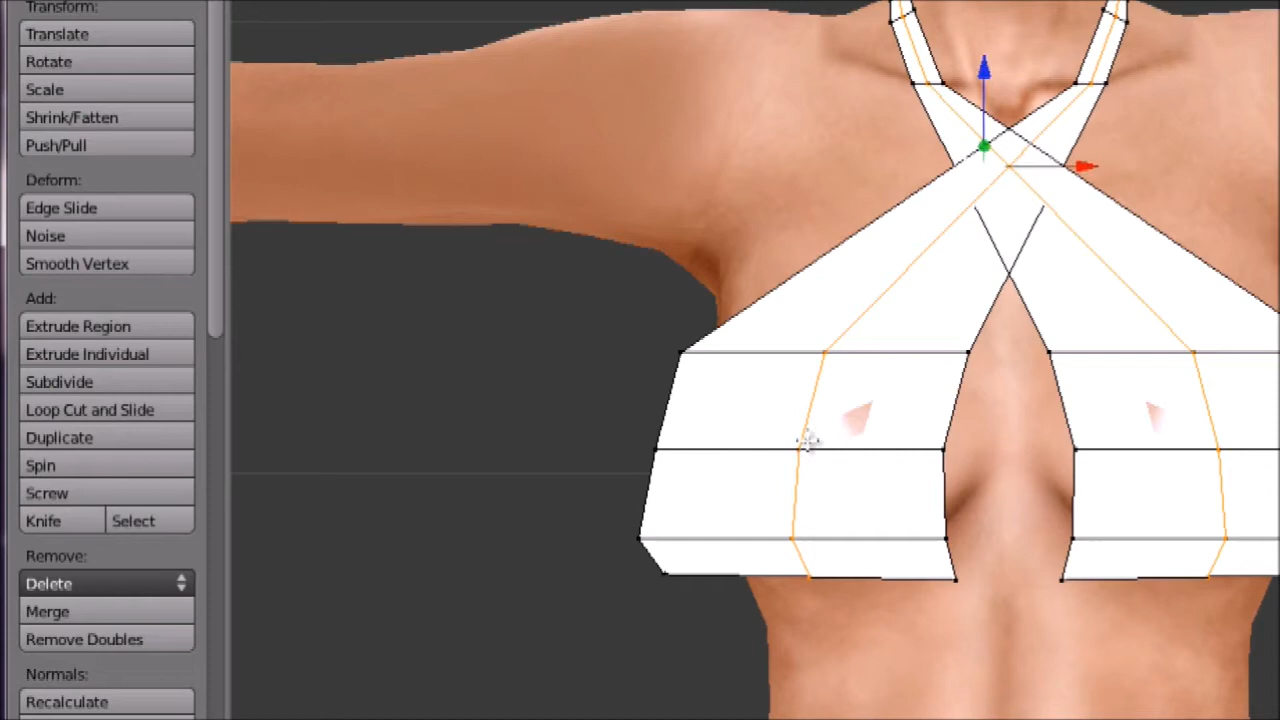 Transform:
Translate
Rotate
Scale
Shrink/Fatten
Push/Pull
Deform:
Edge Slide
Noise
Smooth Vertex
Add:
Extrude Region
Extrude Individual
Subdivide
Loop Cut and Slide
Duplicate
Spin
Screw
Knife Select
Remove:
Delete
Merge
Remove Doubles
Normals:
Recalculate